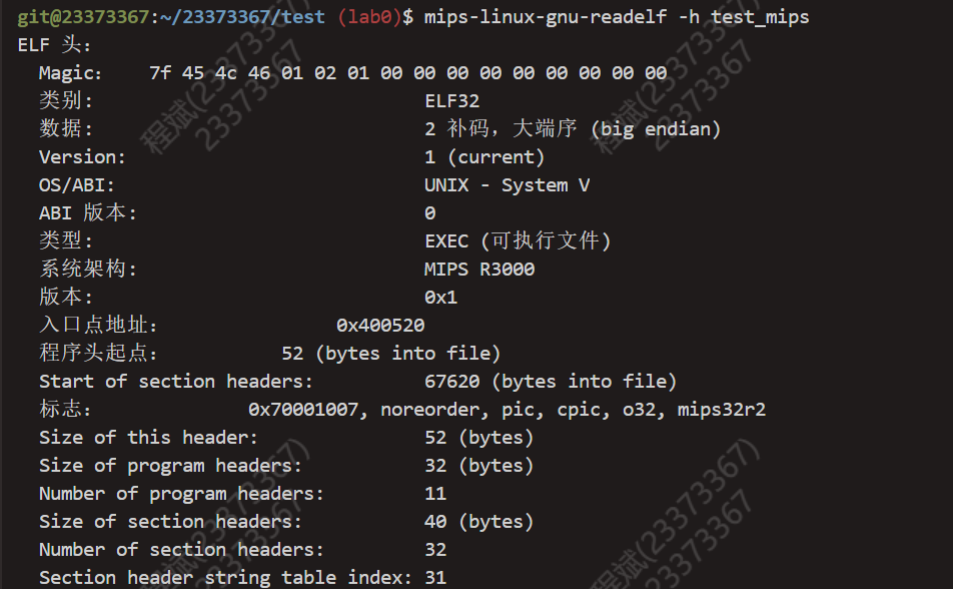 git@23373367:~/23373367/test (lab0)$ mips-linux-gnu-readelf -h test_mips
ELF 头:
  Magic:   7f 45 4c 46 01 02 01 00 00 00 00 00 00 00 00 00
  类别:                              ELF32
  数据:                              2 补码，大端序 (big endian)
  Version:                           1 (current)
  OS/ABI:                            UNIX - System V
  ABI 版本:                          0
  类型:                              EXEC (可执行文件)
  系统架构:                          MIPS R3000
  版本:                              0x1
  入口点地址:                0x400520
  程序头起点:           52 (bytes into file)
  Start of section headers:          67620 (bytes into file)
  标志:              0x70001007, noreorder, pic, cpic, o32, mips32r2
  Size of this header:               52 (bytes)
  Size of program headers:           32 (bytes)
  Number of program headers:         11
  Size of section headers:           40 (bytes)
  Number of section headers:         32
  Section header string table index: 31
程斌(23373367)
23373367
程斌(23373367)
23373367
程斌(23373367)
23373367
程斌(23373367)
23373367